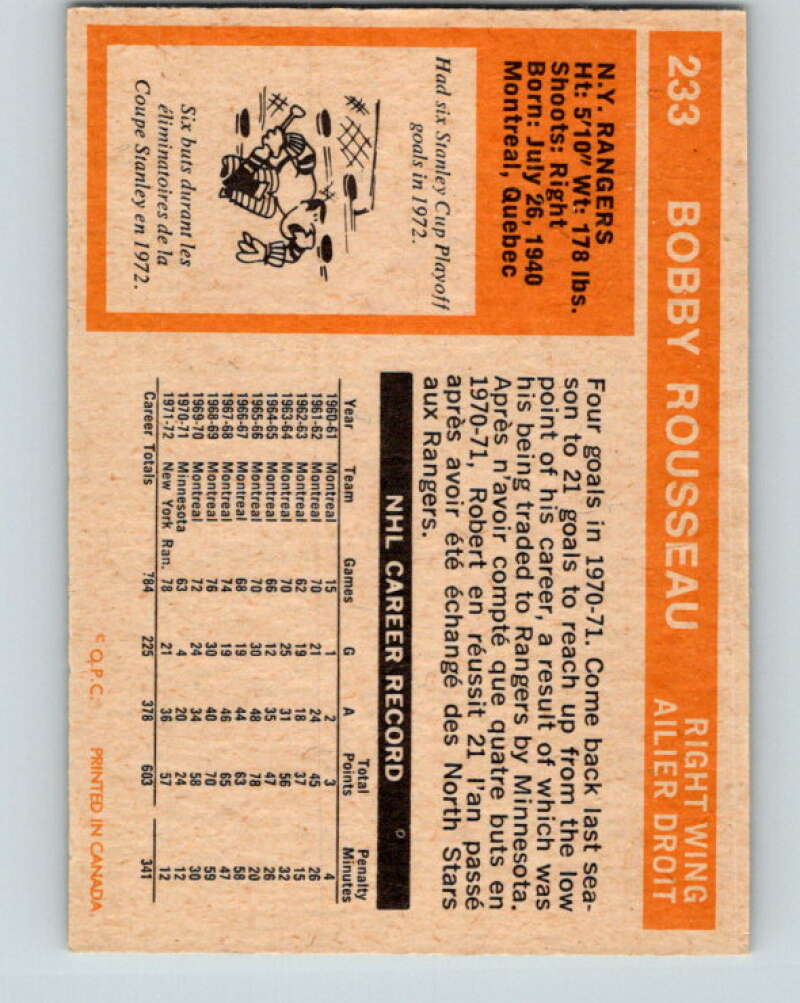 233 BOBBY ROUSSEAU
RIGHT WING
AILIER DROIT
N.Y. RANGERS
Ht: 5/10" Wt: 178 lbs.
Shoots: Right
Born: July 26, 1940
Montreal, Quebec
Had six Stanley Cup Playoff
goals in 1972.
Six buts durant les
éliminatoires de la
Coupe Stanley en 1972.
Four goals in 1970-71. Come back last sea-
son to 21 goals to reach up from the low
point of his career, a result of which was
his being traded to Rangers by Minnesota.
Après n'avoir compté que quatre buts en
1970-71, Robert en réussit 21 l'an passé
après avoir été échangé des North Stars
aux Rangers.
NHL CAREER RECORD
Year Team Games G A Total Points Penalty Minutes
1960-61 Montreal 15 1 2 3 4
1961-62 Montreal 70 21 24 45 26
1962-63 Montreal 62 19 18 37 15
1963-64 Montreal 70 25 31 56 32
1964-65 Montreal 66 12 35 47 26
1965-66 Montreal 70 30 48 78 20
1966-67 Montreal 68 19 44 63 58
1967-68 Montreal 74 19 46 65 47
1968-69 Montreal 76 30 40 70 59
1969-70 Montreal 72 24 34 58 30
1970-71 Minnesota 63 4 20 24 12
1971-72 New York Ran. 78 21 36 57 12
Career Totals 784 225 378 603 341
© O.P.C. PRINTED IN CANADA